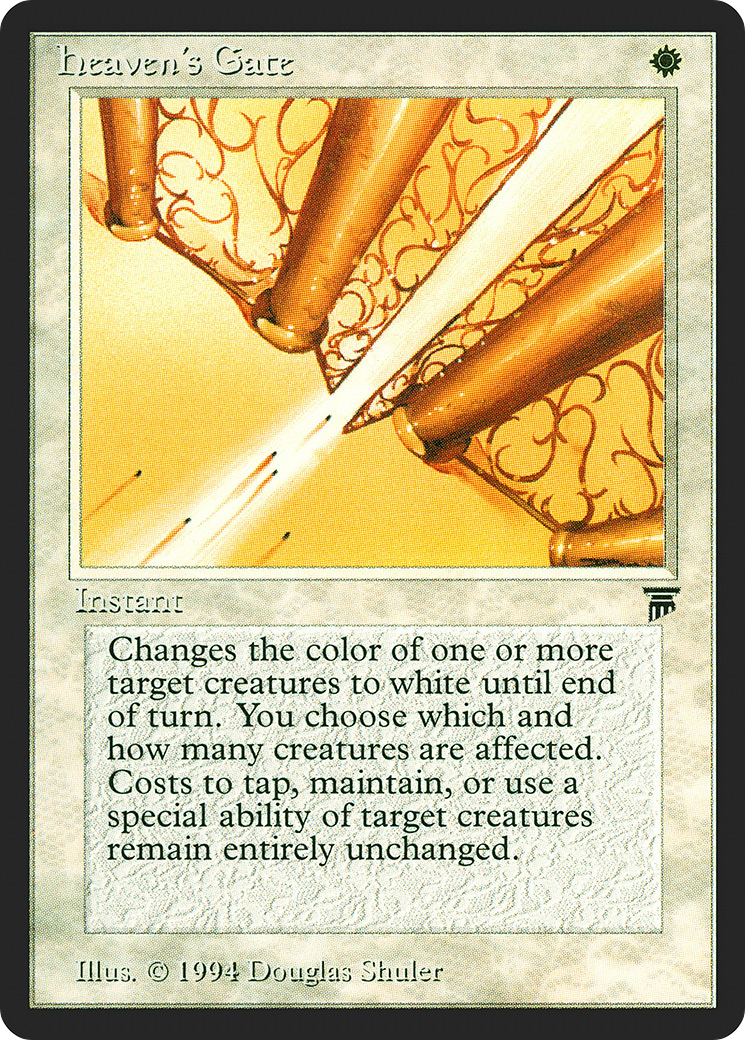 Heaven's Gate
Instant
Changes the color of one or more
target creatures to white until end
of turn. You choose which and
how many creatures are affected.
Costs to tap, maintain, or use a
special ability of target creatures
remain entirely unchanged.
Illus. © 1994 Douglas Shuler